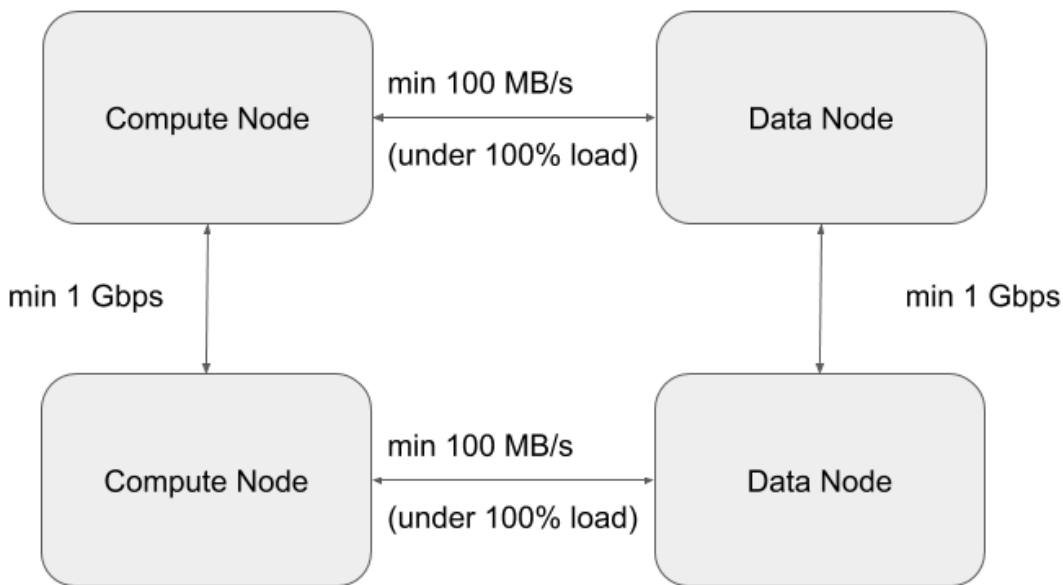 Compute Node
min 100 MB/s
(under 100% load)
Data Node
min 1 Gbps
min 1 Gbps
Compute Node
min 100 MB/s
(under 100% load)
Data Node